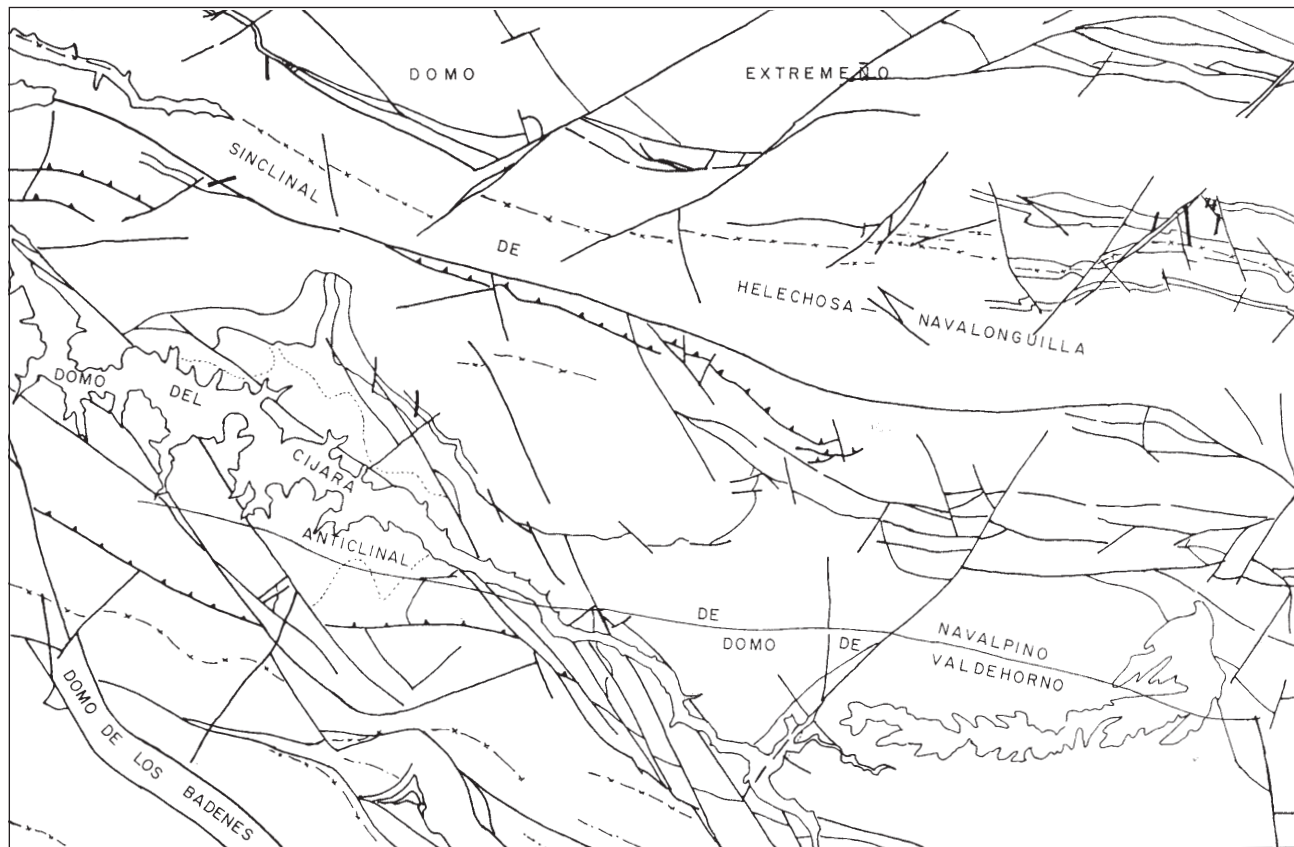 DOMO EXTREMEÑO
SINCLINAL DE HELECHOSA – NAVALONGUILLA
DOMO DEL CIJARA
ANTICLINAL DE NAVALPINO
DOMO DE VALDEHORNO
DOMO DE LOS BADENES